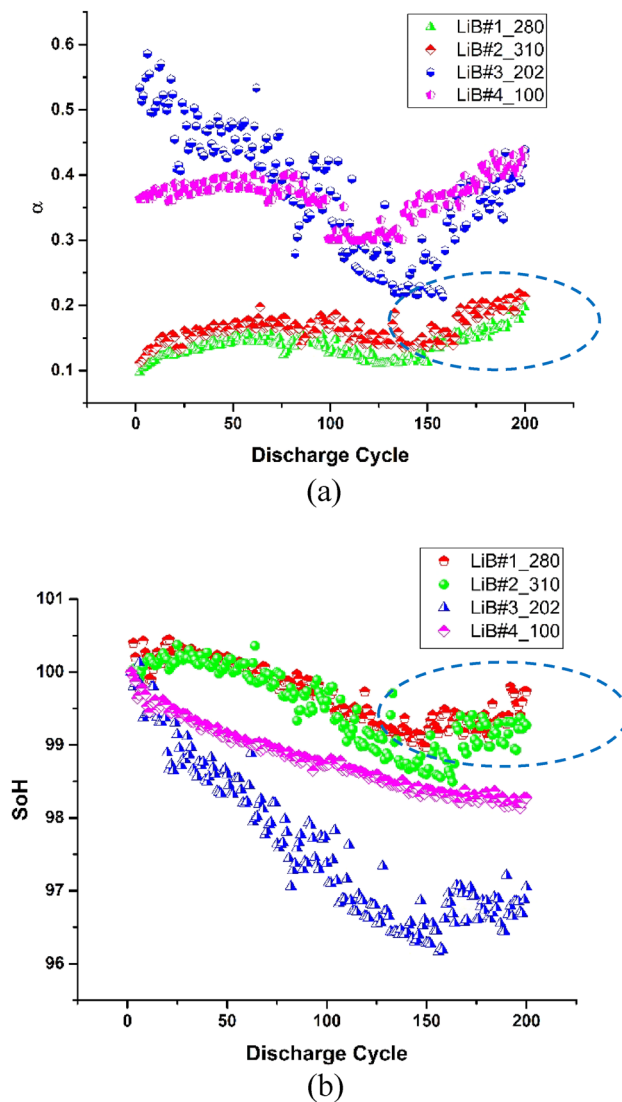 LiB#1_280
LiB#2_310
LiB#3_202
LiB#4_100
0.6
0.5
0.4
0.3
0.2
0.1
α
0 50 100 150 200
Discharge Cycle
(a)
LiB#1_280
LiB#2_310
LiB#3_202
LiB#4_100
101
100
99
98
97
96
SoH
0 50 100 150 200
Discharge Cycle
(b)